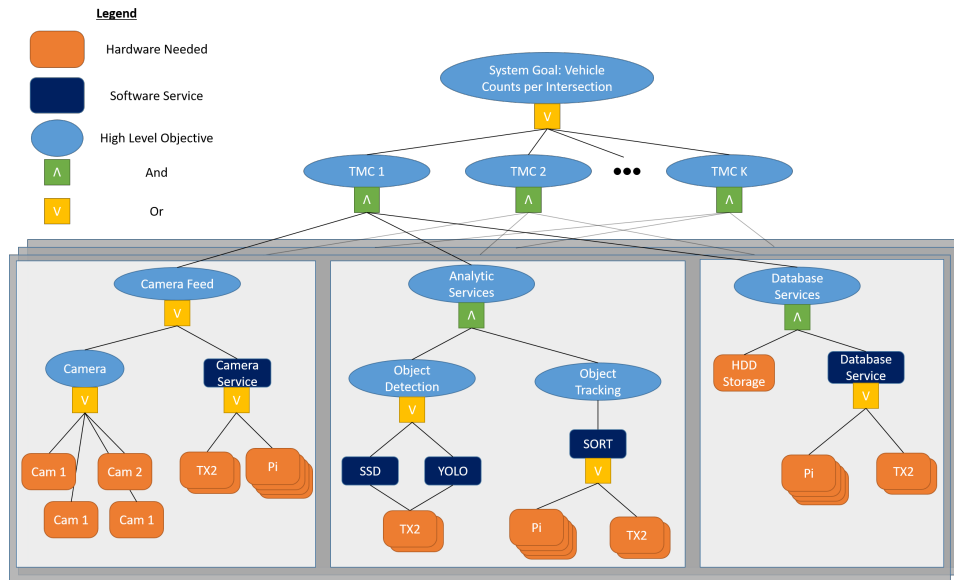 Legend
Hardware Needed
Software Service
High Level Objective
Λ
And
V
Or
System Goal: Vehicle
Counts per Intersection
V
TMC 1
TMC 2
●●●
TMC K
Λ
Λ
Λ
Camera Feed
V
Camera
V
Camera
Service
V
Cam 1
Cam 2
Cam 1
Cam 1
TX2
Pi
Analytic
Services
Λ
Object
Detection
V
Object
Tracking
SSD
YOLO
SORT
V
TX2
Pi
TX2
Database
Services
Λ
HDD
Storage
Database
Service
V
Pi
TX2